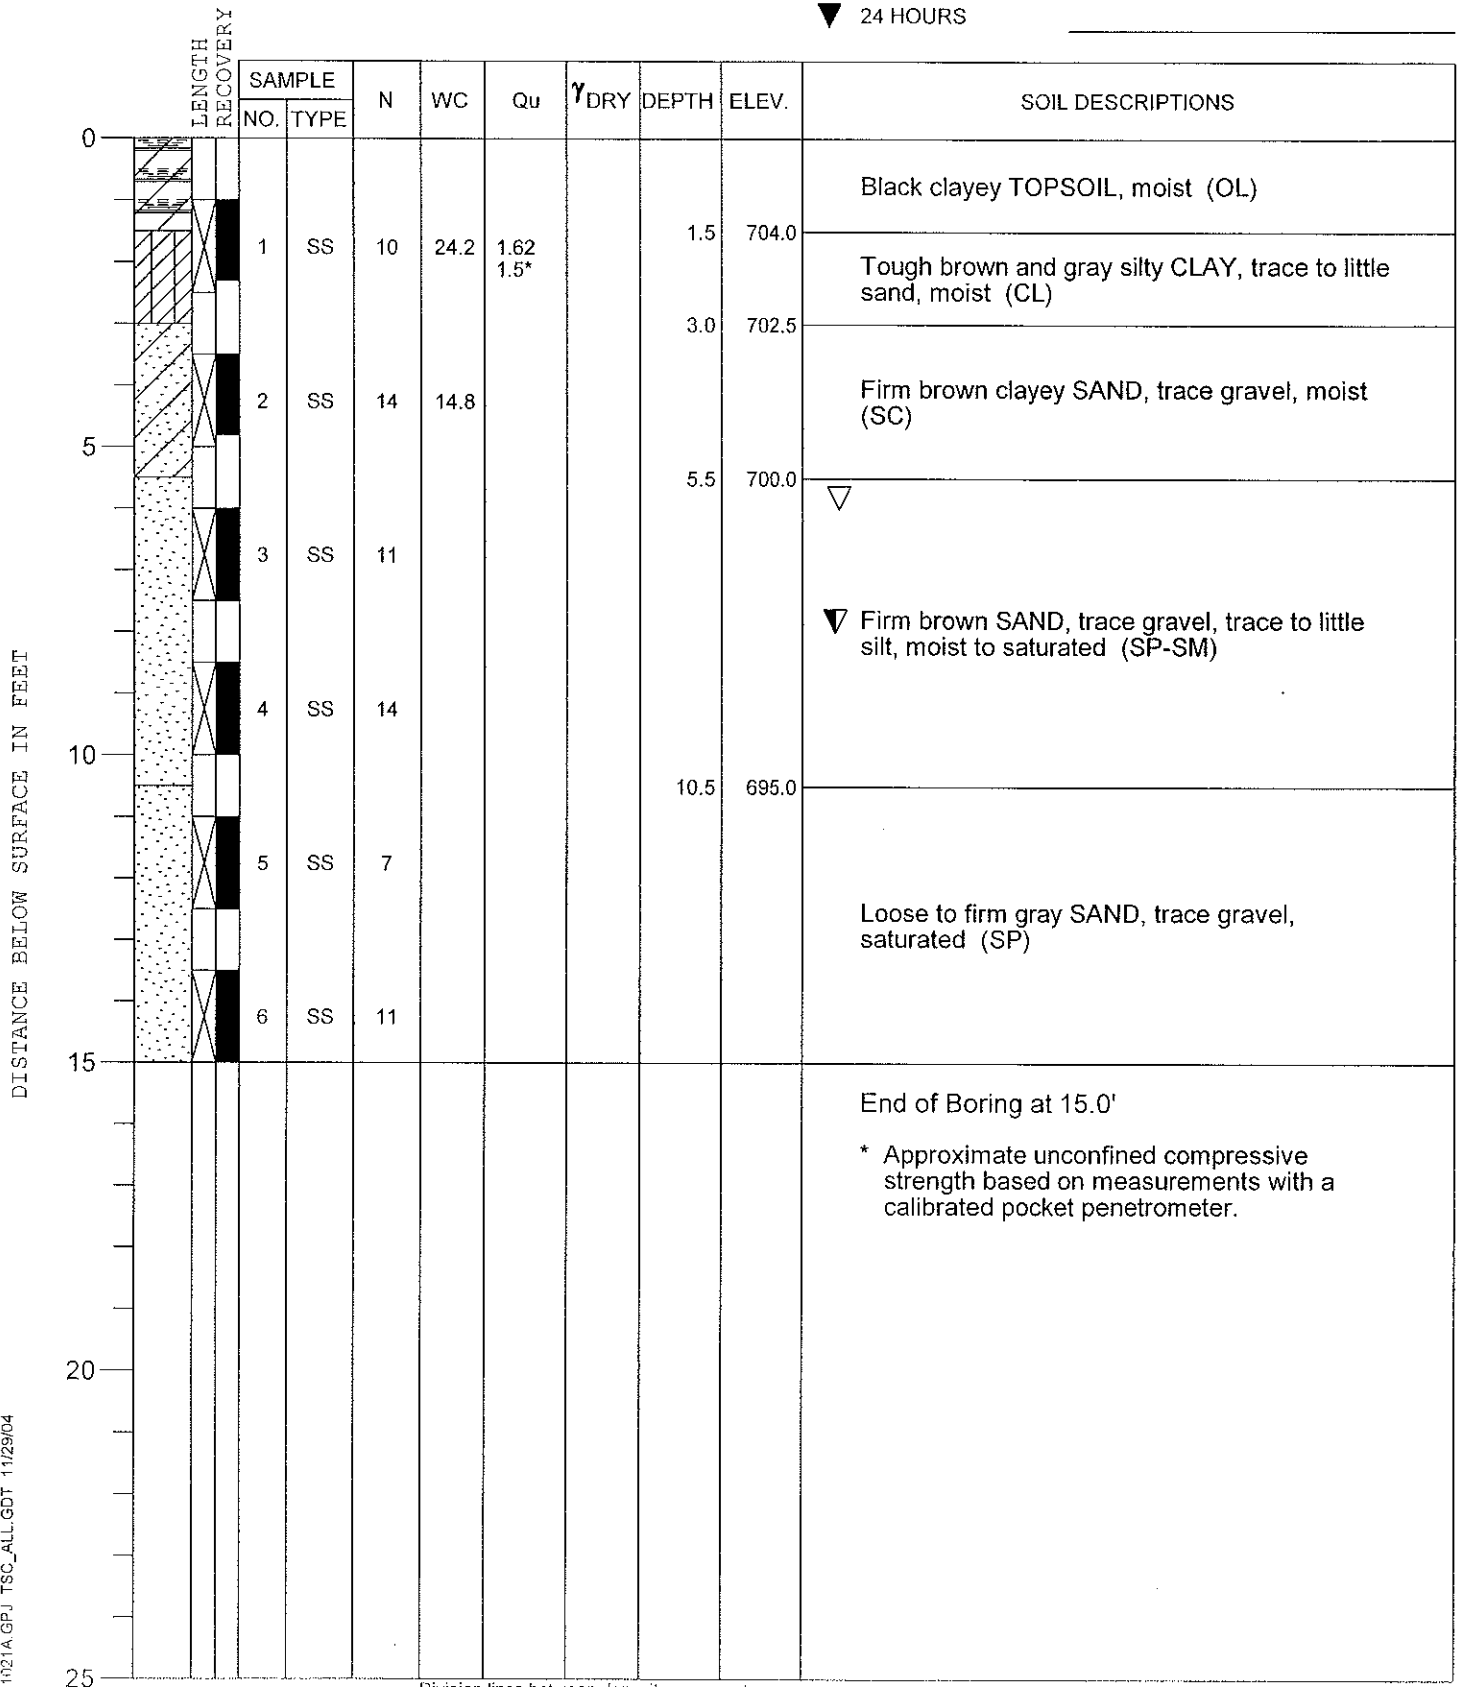 24 HOURS
LENGTH
RECOVERY
SAMPLE
NO. TYPE N WC Qu γDRY DEPTH ELEV. SOIL DESCRIPTIONS
0
Black clayey TOPSOIL, moist (OL)
1.5 704.0
1 SS 10 24.2 1.62
1.5*
Tough brown and gray silty CLAY, trace to little
sand, moist (CL)
3.0 702.5
2 SS 14 14.8
Firm brown clayey SAND, trace gravel, moist
(SC)
5
5.5 700.0
3 SS 11
Firm brown SAND, trace gravel, trace to little
silt, moist to saturated (SP-SM)
4 SS 14
10
10.5 695.0
5 SS 7
Loose to firm gray SAND, trace gravel,
saturated (SP)
6 SS 11
15
End of Boring at 15.0'
* Approximate unconfined compressive
strength based on measurements with a
calibrated pocket penetrometer.
20
25
DISTANCE BELOW SURFACE IN FEET
1021A.GPJ TSC_ALL.GDT 11/29/04
Division lines between